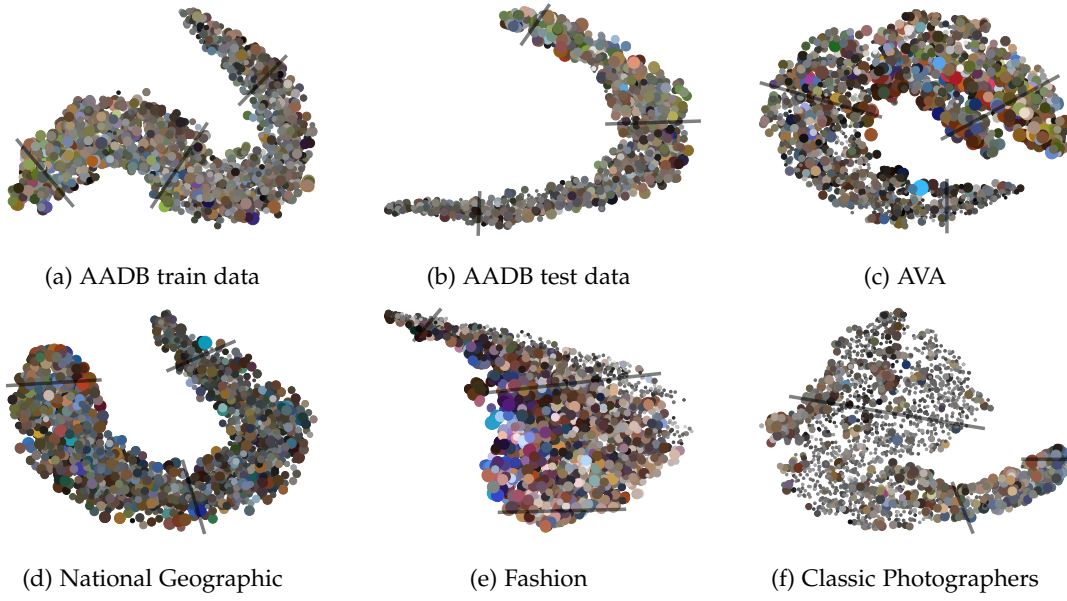 (a) AADB train data
(b) AADB test data
(c) AVA
(d) National Geographic
(e) Fashion
(f) Classic Photographers